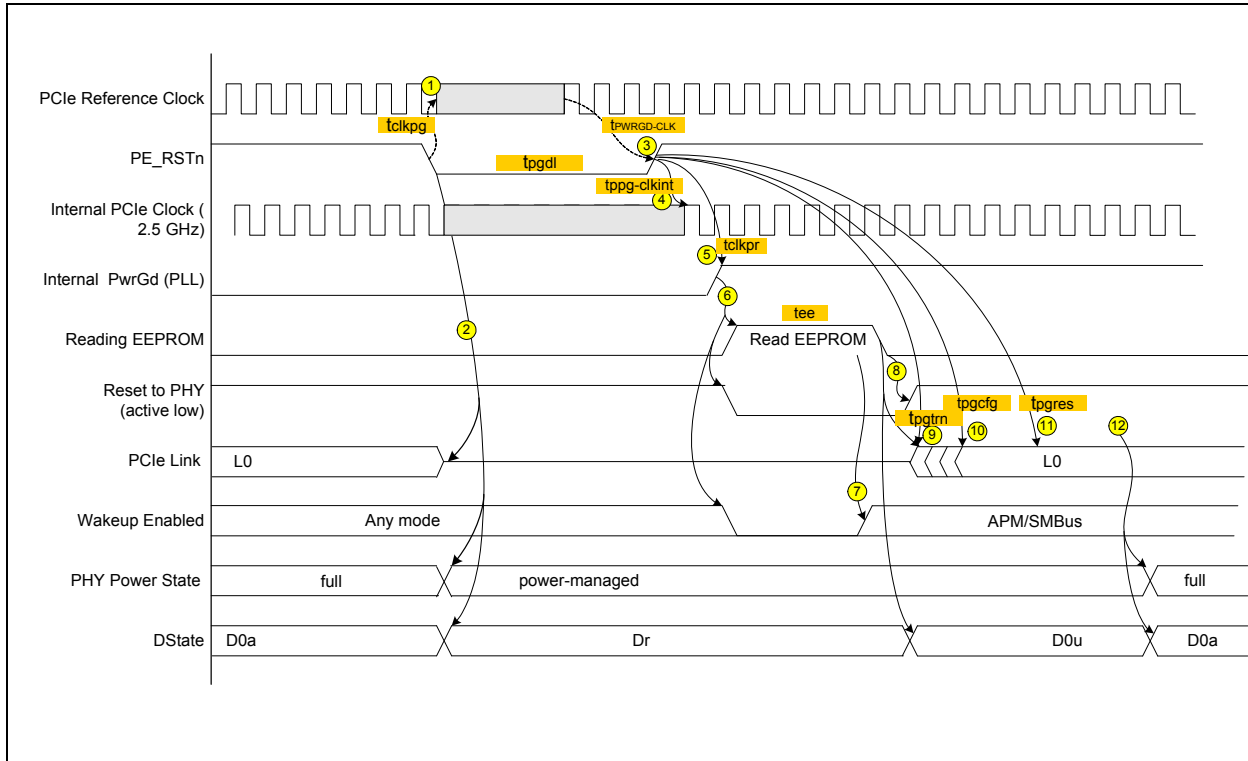 PCIe Reference Clock
1
tclkpg
tPWRGD-CLK
PE_RSTn
3
tpgdl
tppg-clkint
4
Internal PCIe Clock (
2.5 GHz)
tclkpr
5
Internal PwrGd (PLL)
6
tee
2
Reading EEPROM
Read EEPROM
8
Reset to PHY
(active low)
tpgcfg
tpgres
tpgtrn
9
10
11
12
PCIe Link
L0
L0
7
Wakeup Enabled
Any mode
APM/SMBus
PHY Power State
full
power-managed
full
DState
D0a
Dr
D0u
D0a